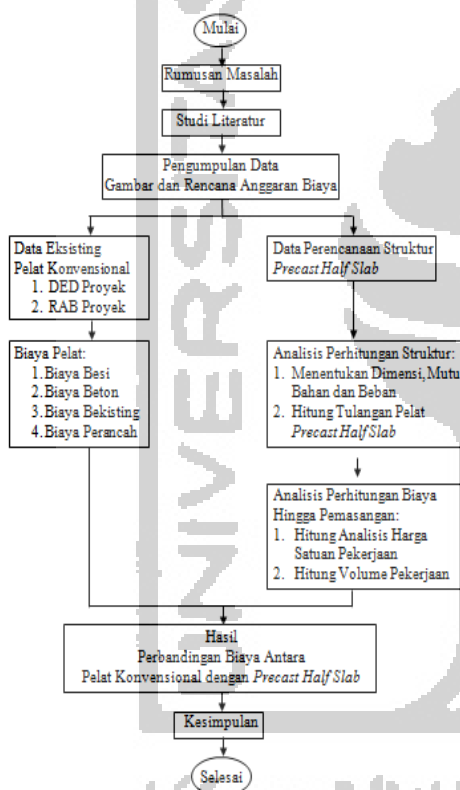 Mulai
Rumusan Masalah
Studi Literatur
Pengumpulan Data
Gambar dan Rencana Anggaran Biaya
Data Eksisting
Pelat Konvensional
1. DED Proyek
2. RAB Proyek
Biaya Pelat:
1.Biaya Besi
2.Biaya Beton
3.Biaya Bekisting
4.Biaya Perancah
Data Perencanaan Struktur
Precast Half Slab
Analisis Perhitungan Struktur:
1. Menentukan Dimensi, Mutu
Bahan dan Beban
2. Hitung Tulangan Pelat
Precast Half Slab
Analisis Perhitungan Biaya
Hingga Pemasangan:
1. Hitung Analisis Harga
Satuan Pekerjaan
2. Hitung Volume Pekerjaan
Hasil
Perbandingan Biaya Antara
Pelat Konvensional dengan Precast Half Slab
Kesimpulan
Selesai
UNIVERSITAS